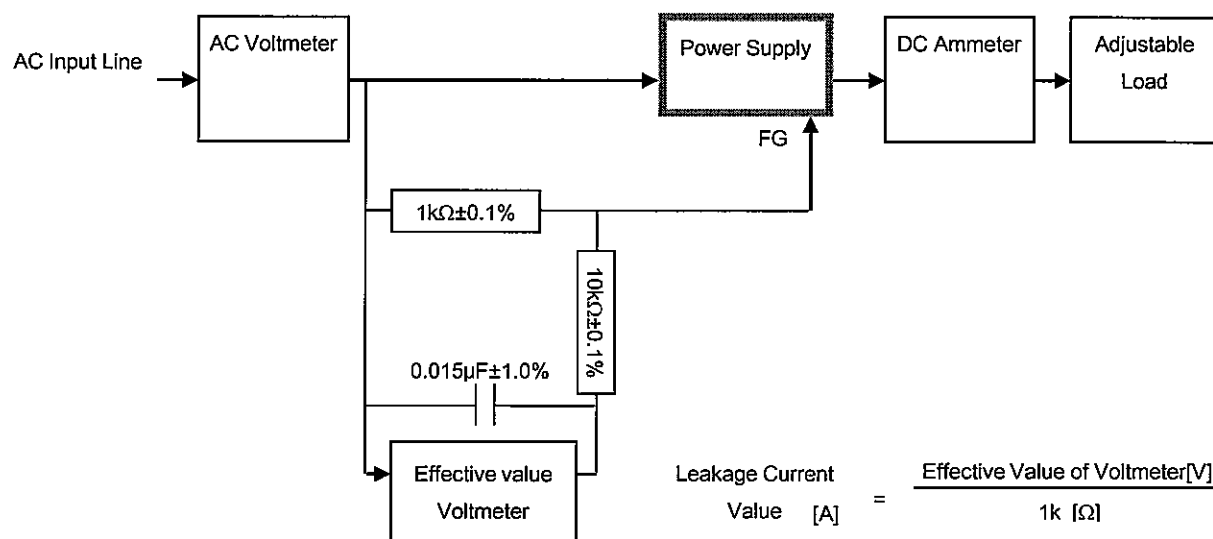 AC Input Line
AC Voltmeter
Power Supply
DC Ammeter
Adjustable
Load
FG
1kΩ±0.1%
10kΩ±0.1%
0.015µF±1.0%
Effective value
Voltmeter
Leakage Current
Value [A]
=
Effective Value of Voltmeter[V]
1k [Ω]